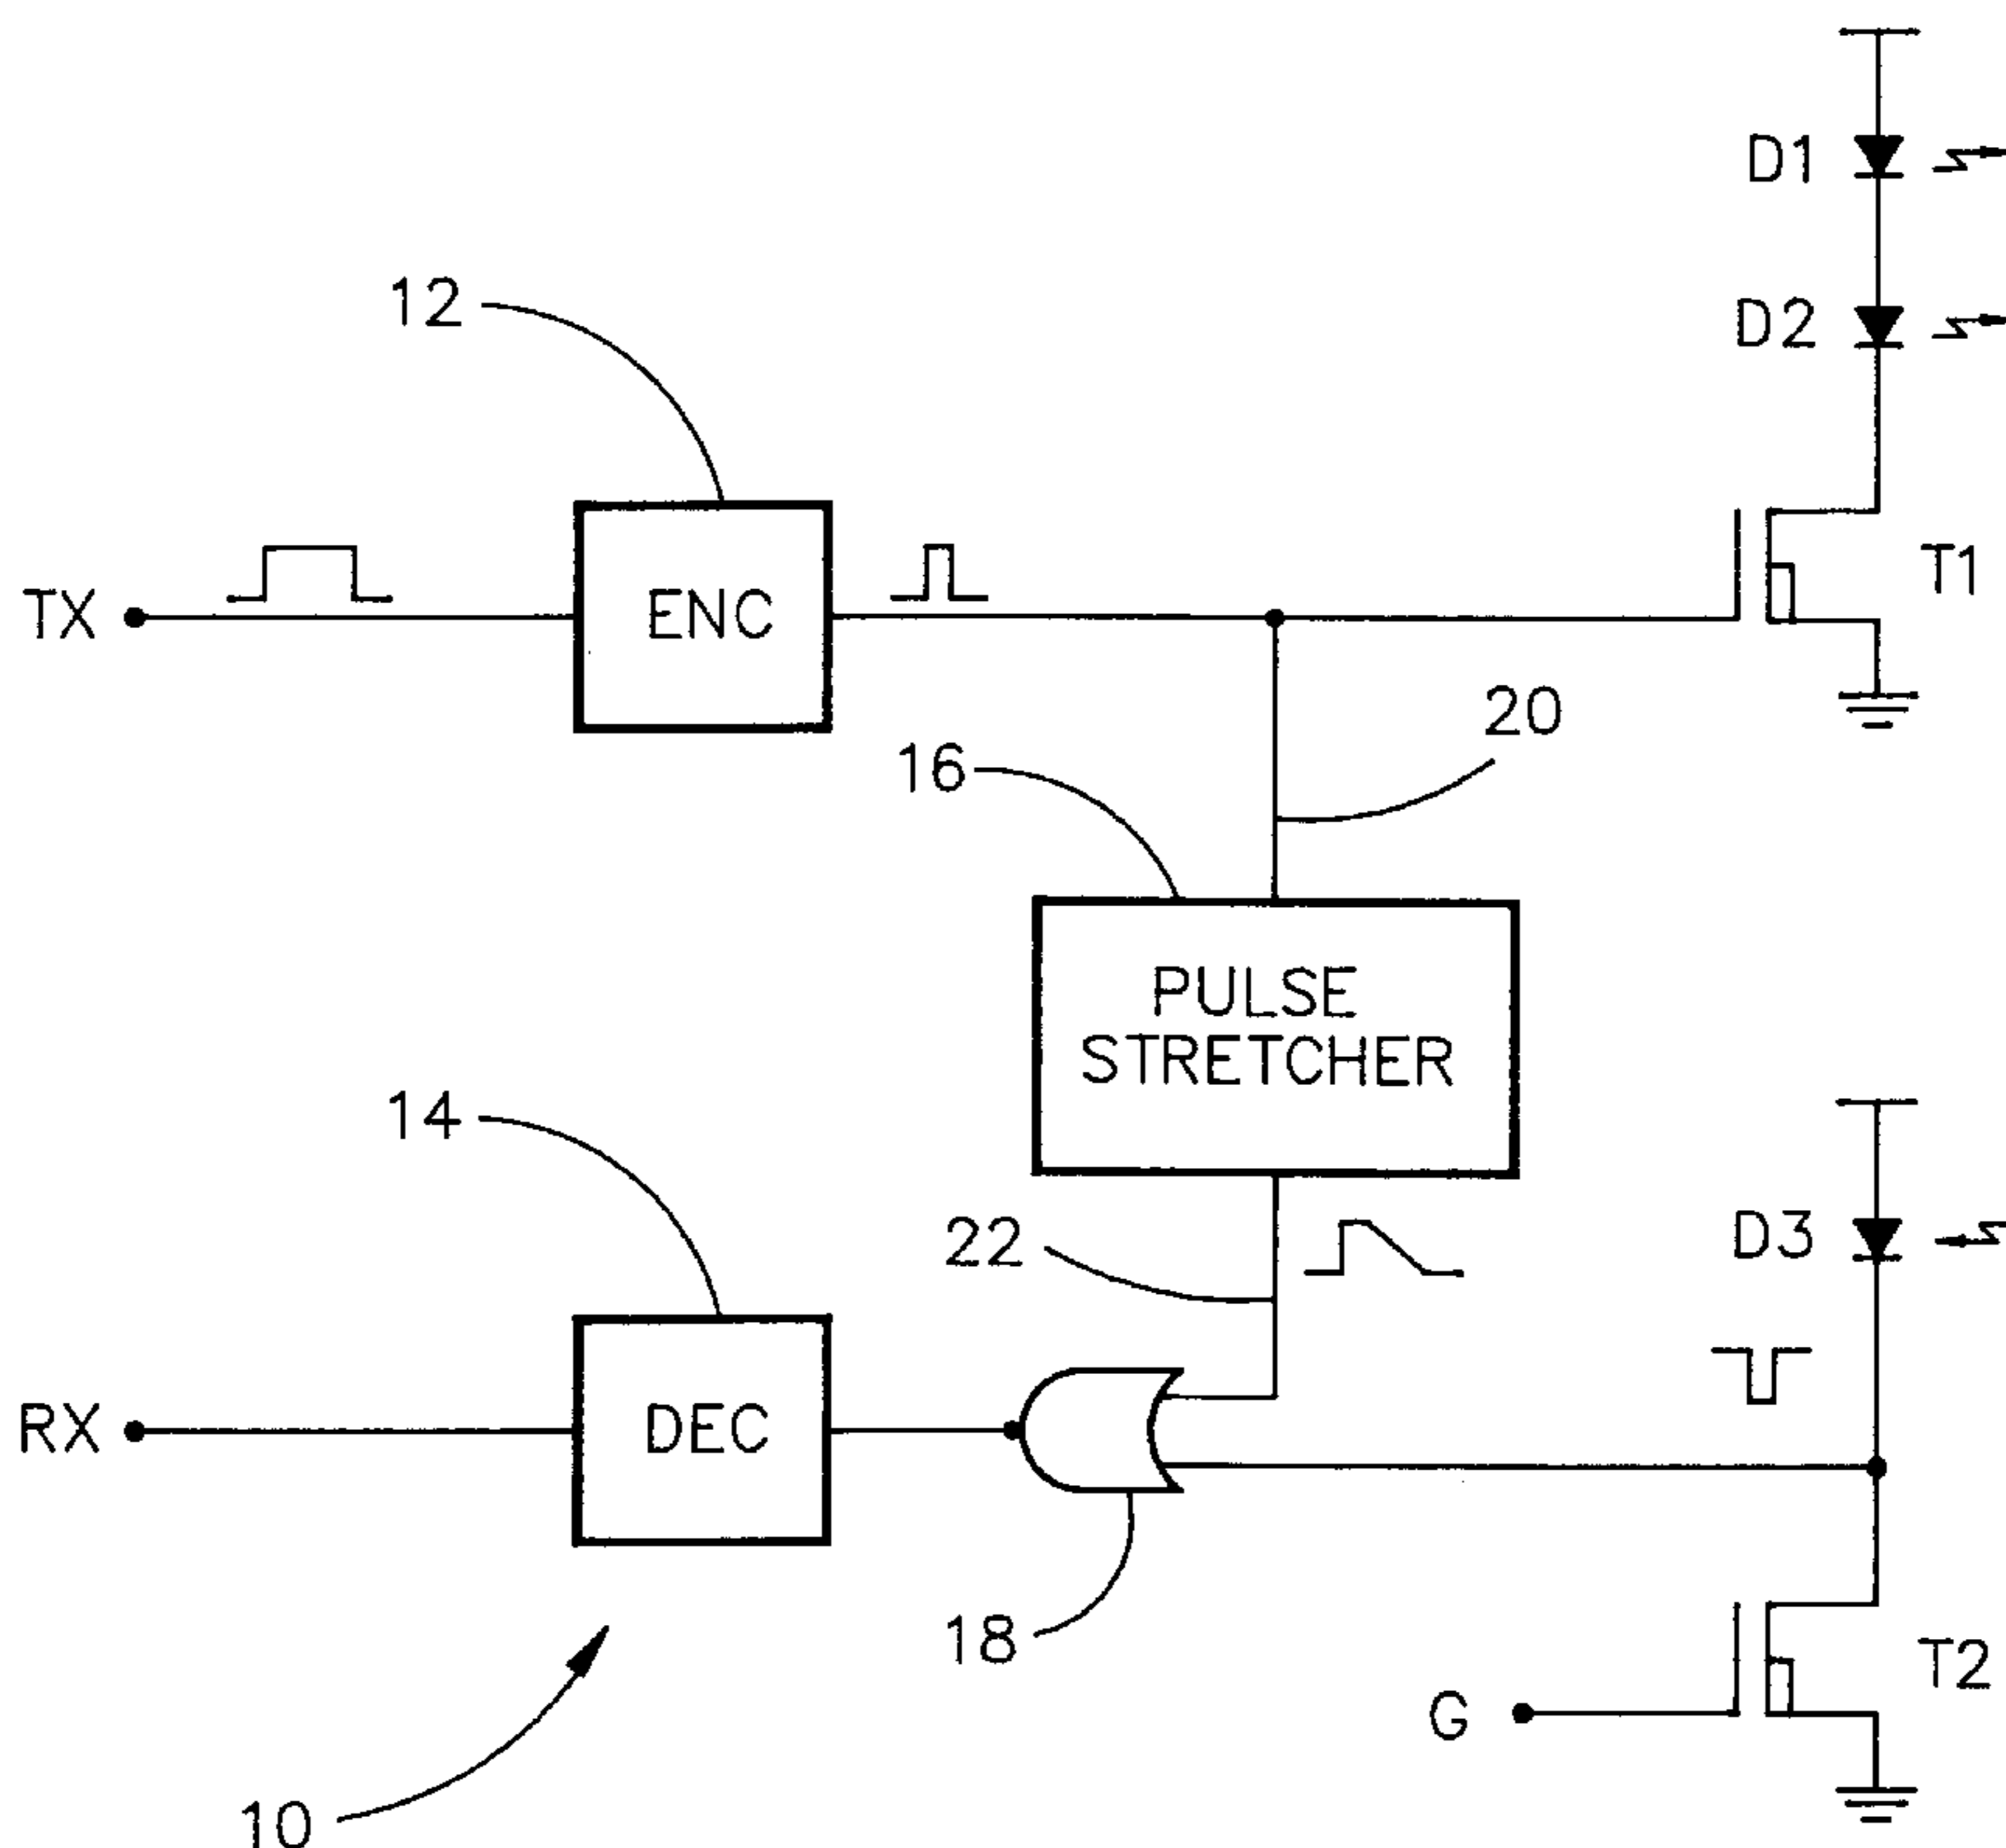 D1
D2
12
TX
ENC
T1
20
16
PULSE
STRETCHER
14
22
D3
RX
DEC
18
T2
G
10